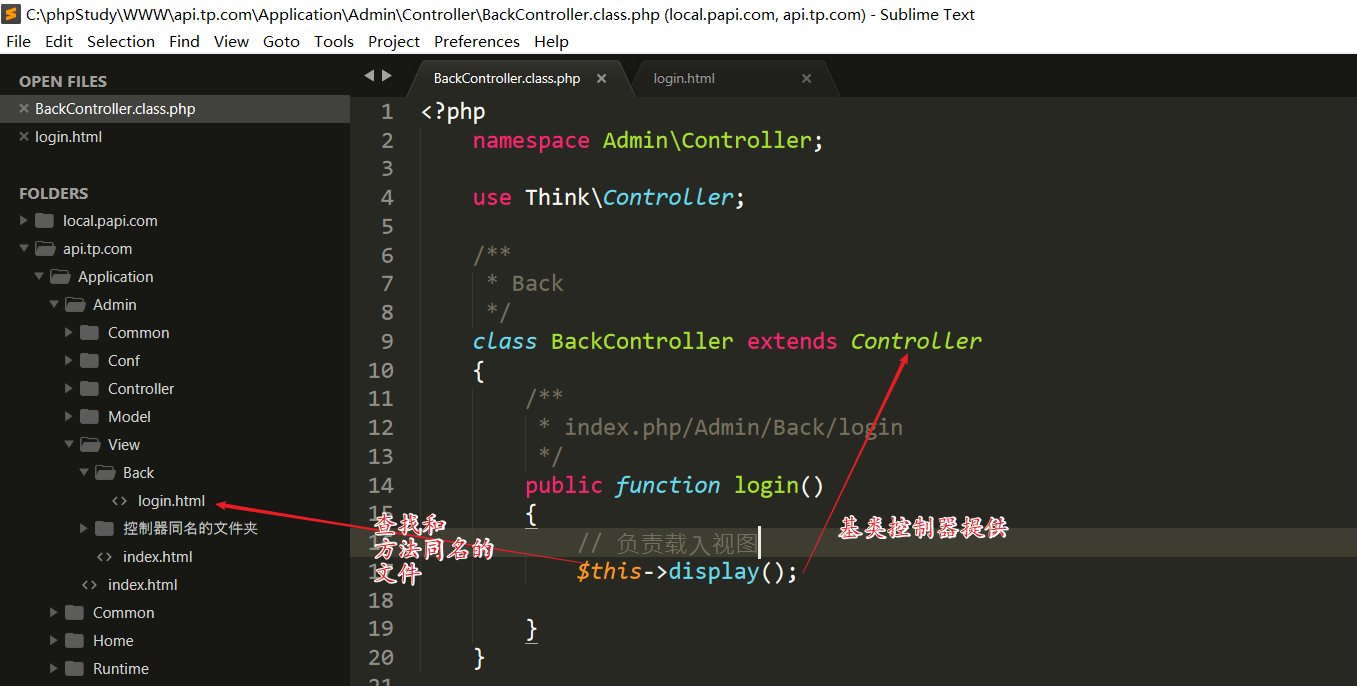 C:\phpStudy\WWW\api.tp.com\Application\Admin\Controller\BackController.class.php (local.papi.com, api.tp.com) - Sublime Text
File Edit Selection Find View Goto Tools Project Preferences Help
OPEN FILES
BackController.class.php
login.html
FOLDERS
local.papi.com
api.tp.com
Application
Admin
Common
Conf
Controller
Model
View
Back
login.html
控制器同名的文件夹
index.html
index.html
Common
Home
Runtime
BackController.class.php login.html
1 <?php
2 namespace Admin\Controller;
3
4 use Think\Controller;
5
6 /**
7 * Back
8 */
9 class BackController extends Controller
10 {
11 /**
12 * index.php/Admin/Back/login
13 */
14 public function login()
15 {
// 负责载入视图
$this->display();
18
19 }
20 }
21
查找和
方法同名的
文件
基类控制器提供